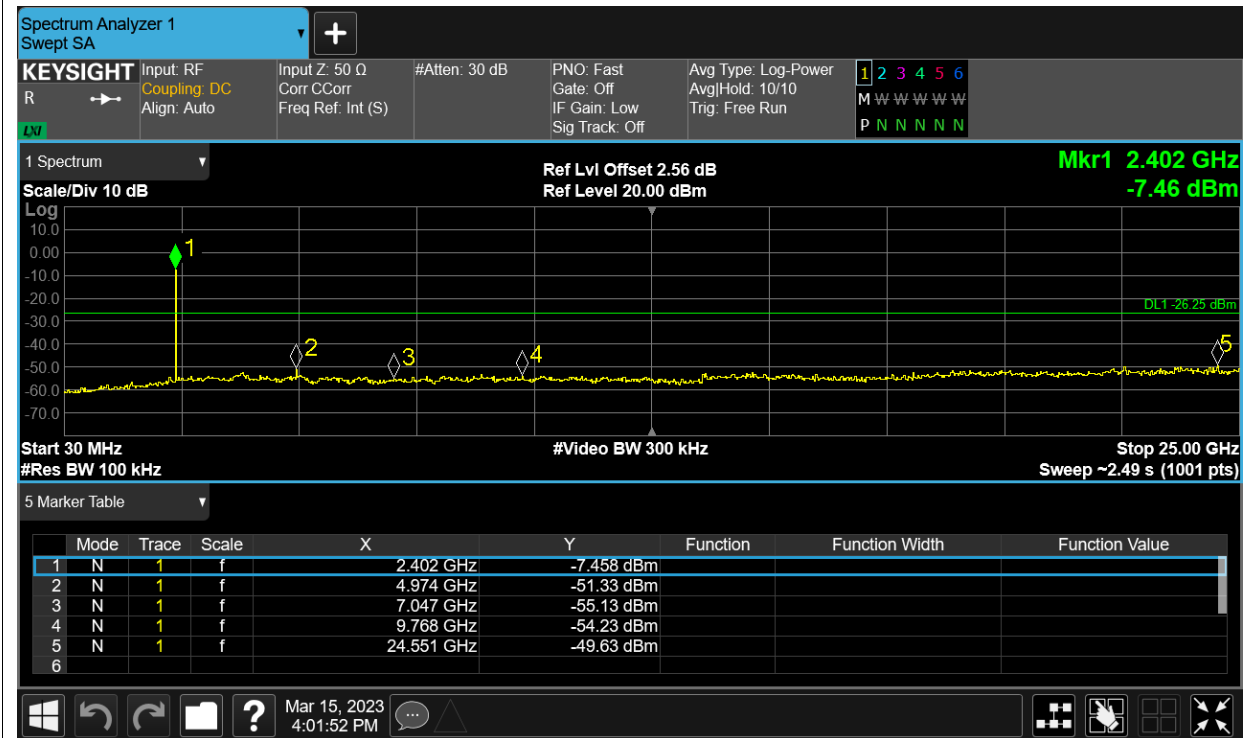 Spectrum Analyzer 1
Swept SA
+
KEYSIGHT
R
LXI
Input: RF
Coupling: DC
Align: Auto
Input Z: 50 Ω
Corr CCorr
Freq Ref: Int (S)
#Atten: 30 dB
PNO: Fast
Gate: Off
IF Gain: Low
Sig Track: Off
Avg Type: Log-Power
Avg|Hold: 10/10
Trig: Free Run
1 2 3 4 5 6
M W W W W W
P N N N N N
1 Spectrum
Scale/Div 10 dB
Ref Lvl Offset 2.56 dB
Ref Level 20.00 dBm
Mkr1 2.402 GHz
-7.46 dBm
Log
10.0
0.00
-10.0
-20.0
-30.0
-40.0
-50.0
-60.0
-70.0
1
DL1 -26.25 dBm
2
3
4
5
Start 30 MHz
#Res BW 100 kHz
#Video BW 300 kHz
Stop 25.00 GHz
Sweep ~2.49 s (1001 pts)
5 Marker Table
Mode Trace Scale X Y Function Function Width Function Value
1 N 1 f 2.402 GHz -7.458 dBm
2 N 1 f 4.974 GHz -51.33 dBm
3 N 1 f 7.047 GHz -55.13 dBm
4 N 1 f 9.768 GHz -54.23 dBm
5 N 1 f 24.551 GHz -49.63 dBm
6
?
Mar 15, 2023
4:01:52 PM